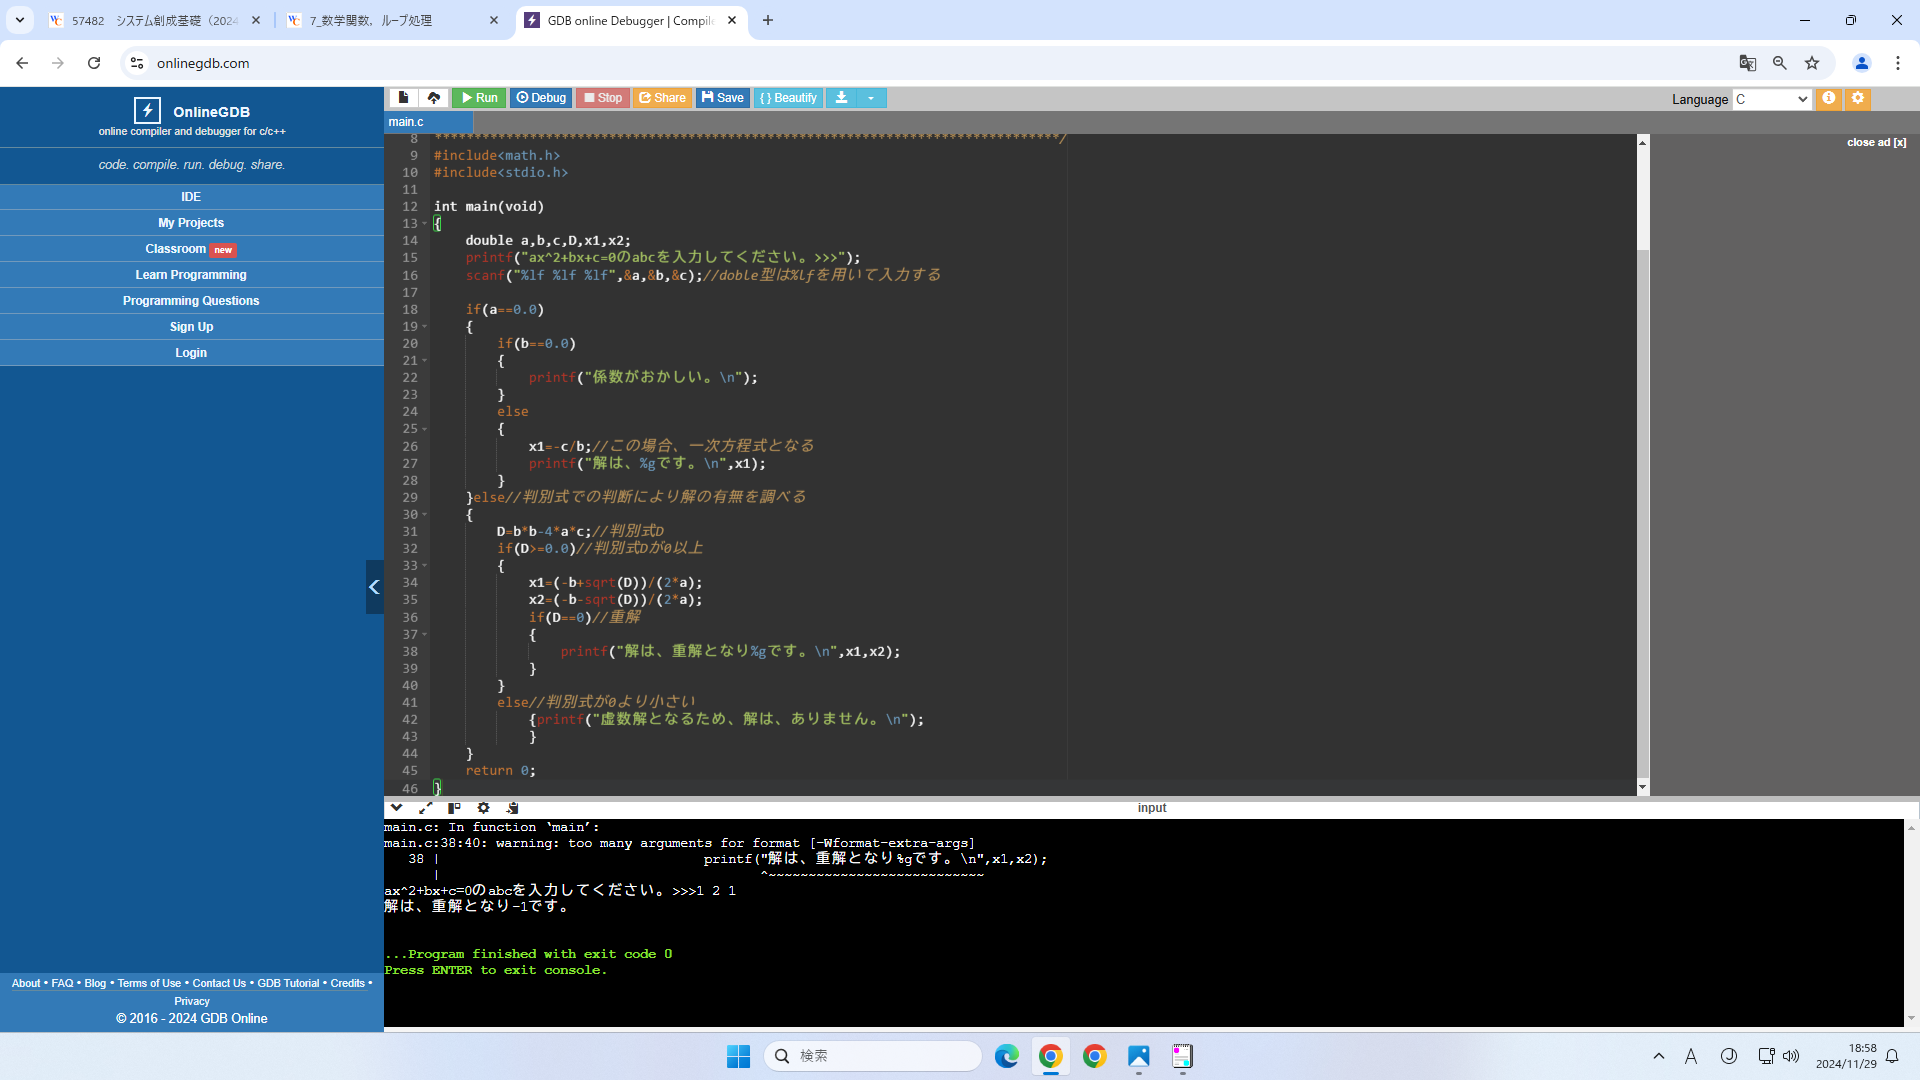 57482 システム創成基礎（2024
7_数学関数，ループ処理
GDB online Debugger | Compile
onlinegdb.com
OnlineGDB
online compiler and debugger for c/c++
code. compile. run. debug. share.
IDE
My Projects
Classroom new
Learn Programming
Programming Questions
Sign Up
Login
About • FAQ • Blog • Terms of Use • Contact Us • GDB Tutorial • Credits •
Privacy
© 2016 - 2024 GDB Online
Run Debug Stop Share Save { } Beautify
Language C
main.c
close ad [x]
8 *******************************************************************************/
9 #include<math.h>
10 #include<stdio.h>
11
12 int main(void)
13 {
14 double a,b,c,D,x1,x2;
15 printf("ax^2+bx+c=0のabcを入力してください。>>>");
16 scanf("%lf %lf %lf",&a,&b,&c);//doble型は%lfを用いて入力する
17
18 if(a==0.0)
19 {
20 if(b==0.0)
21 {
22 printf("係数がおかしい。\n");
23 }
24 else
25 {
26 x1=-c/b;//この場合、一次方程式となる
27 printf("解は、%gです。\n",x1);
28 }
29 }else//判別式での判断により解の有無を調べる
30 {
31 D=b*b-4*a*c;//判別式D
32 if(D>=0.0)//判別式Dが0以上
33 {
34 x1=(-b+sqrt(D))/(2*a);
35 x2=(-b-sqrt(D))/(2*a);
36 if(D==0)//重解
37 {
38 printf("解は、重解となり%gです。\n",x1,x2);
39 }
40 }
41 else//判別式が0より小さい
42 {printf("虚数解となるため、解は、ありません。\n");
43 }
44 }
45 return 0;
46 }
input
main.c: In function ‘main’:
main.c:38:40: warning: too many arguments for format [-Wformat-extra-args]
38 | printf("解は、重解となり%gです。\n",x1,x2);
| ^~~~~~~~~~~~~~~~~~~~~~~~~~~~
ax^2+bx+c=0のabcを入力してください。>>>1 2 1
解は、重解となり-1です。
...Program finished with exit code 0
Press ENTER to exit console.
検索
A
18:58
2024/11/29